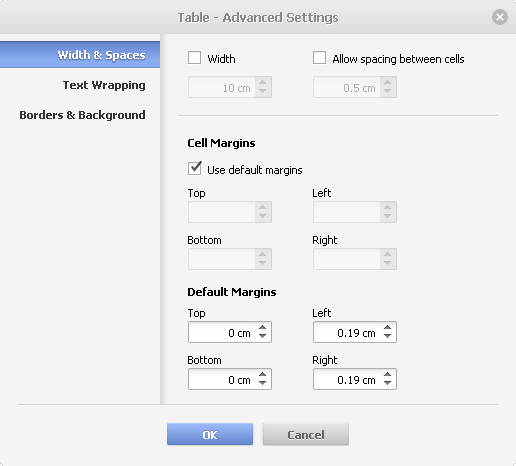 Table - Advanced Settings
Width & Spaces
Text Wrapping
Borders & Background
Width Allow spacing between cells
10 cm 0.5 cm
Cell Margins
Use default margins
Top Left
Bottom Right
Default Margins
Top Left
0 cm 0.19 cm
Bottom Right
0 cm 0.19 cm
OK Cancel